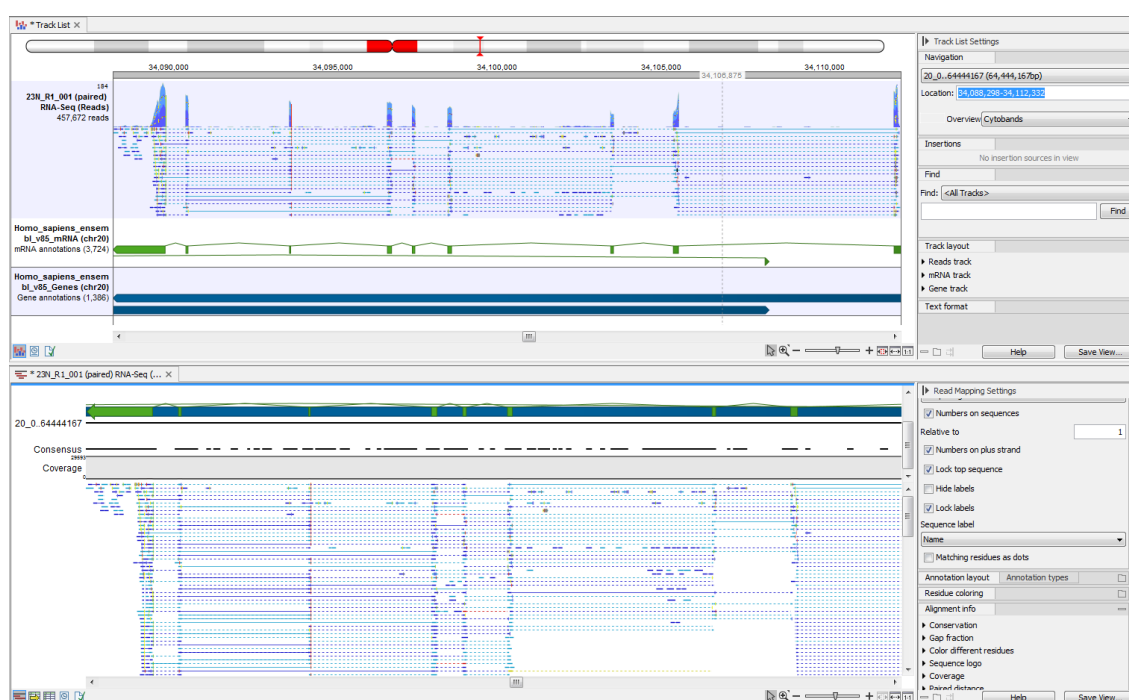 * Track List
34,090,000 34,095,000 34,100,000 34,105,000 34,106,875 34,110,000
184
23N_R1_001 (paired)
RNA-Seq (Reads)
457,672 reads
Homo_sapiens_ensem
bl_v85_mRNA (chr20)
mRNA annotations (3,724)
Homo_sapiens_ensem
bl_v85_Genes (chr20)
Gene annotations (1,386)
Track List Settings
Navigation
20_0..64444167 (64,444,167bp)
Location: 34,088,298-34,112,332
Overview Cytobands
Insertions
No insertion sources in view
Find
Find: <All Tracks>
Find
Track layout
Reads track
mRNA track
Gene track
Text format
1:1
Help Save View...
* 23N_R1_001 (paired) RNA-Seq (...
20_0..64444167
Consensus
Coverage
0
Read Mapping Settings
Numbers on sequences
Relative to 1
Numbers on plus strand
Lock top sequence
Hide labels
Lock labels
Sequence label
Name
Matching residues as dots
Annotation layout Annotation types
Residue coloring
Alignment info
Conservation
Gap fraction
Color different residues
Sequence logo
Coverage
Paired distance
1:1
Help Save View...